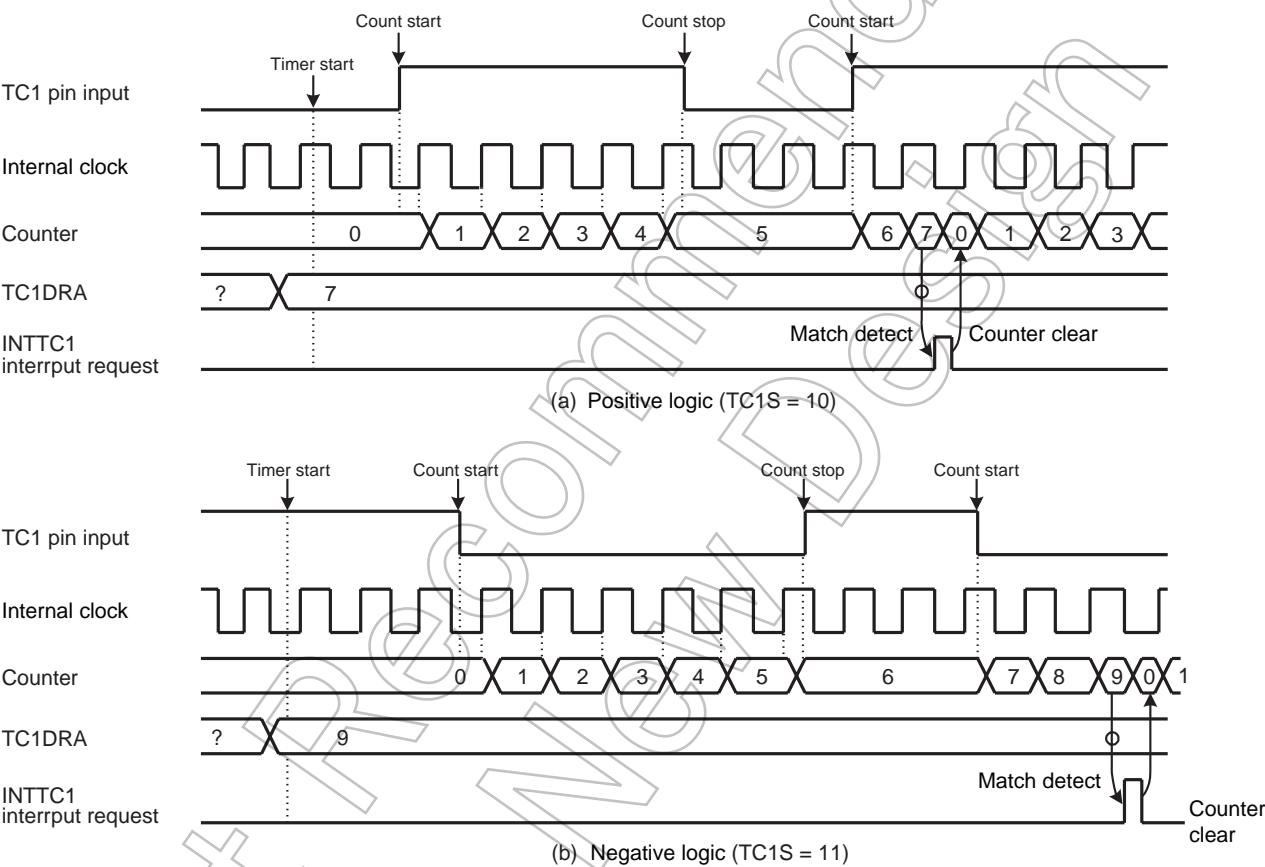 Count start Count stop Count start
Timer start
TC1 pin input
Internal clock
Counter 0 1 2 3 4 5 6 7 0 1 2 3
TC1DRA ? 7
Match detect Counter clear
INTTC1
interrput request
(a) Positive logic (TC1S = 10)
Timer start Count start Count stop Count start
TC1 pin input
Internal clock
Counter 0 1 2 3 4 5 6 7 8 9 0 1
TC1DRA ? 9
Match detect
INTTC1
interrput request
Counter
clear
(b) Negative logic (TC1S = 11)
Recommend
New Design